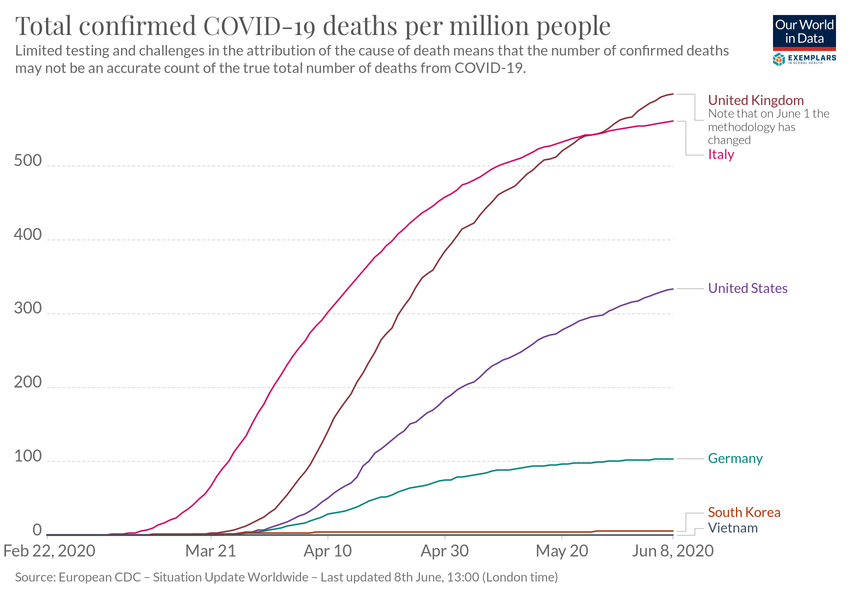 Total confirmed COVID-19 deaths per million people
Limited testing and challenges in the attribution of the cause of death means that the number of confirmed deaths
may not be an accurate count of the true total number of deaths from COVID-19.
Our World
in Data
EXEMPLARS
IN GLOBAL HEALTH
United Kingdom
Note that on June 1 the
methodology has
changed
Italy
500
400
300
United States
200
100
Germany
South Korea
0
Vietnam
Feb 22, 2020
Mar 21
Apr 10
Apr 30
May 20
Jun 8, 2020
Source: European CDC – Situation Update Worldwide – Last updated 8th June, 13:00 (London time)